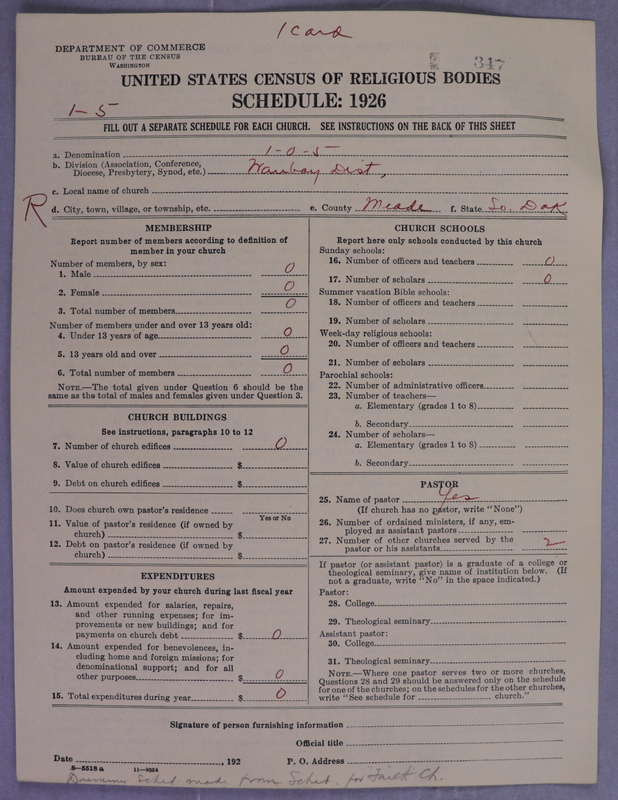 1 Card
DEPARTMENT OF COMMERCE
BUREAU OF THE CENSUS
WASHINGTON
347
UNITED STATES CENSUS OF RELIGIOUS BODIES
SCHEDULE: 1926
1-5
FILL OUT A SEPARATE SCHEDULE FOR EACH CHURCH. SEE INSTRUCTIONS ON THE BACK OF THIS SHEET
a. Denomination 1-0-5
b. Division (Association, Conference,
Diocese, Presbytery, Synod, etc.) Waubay Dist,
c. Local name of church
R
d. City, town, village, or township, etc. e. County Meade f. State So. Dak
MEMBERSHIP
Report number of members according to definition of
member in your church
Number of members, by sex:
1. Male 0
2. Female 0
3. Total number of members 0
Number of members under and over 13 years old:
4. Under 13 years of age 0
5. 13 years old and over 0
6. Total number of members 0
NOTE.—The total given under Question 6 should be the
same as the total of males and females given under Question 3.
CHURCH BUILDINGS
See instructions, paragraphs 10 to 12
7. Number of church edifices 0
8. Value of church edifices $
9. Debt on church edifices $
10. Does church own pastor's residence
Yes or No
11. Value of pastor's residence (if owned by
church) $
12. Debt on pastor's residence (if owned by
church) $
EXPENDITURES
Amount expended by your church during last fiscal year
13. Amount expended for salaries, repairs,
and other running expenses; for im-
provements or new buildings; and for
payments on church debt $ 0
14. Amount expended for benevolences, in-
cluding home and foreign missions; for
denominational support; and for all
other purposes $ 0
15. Total expenditures during year $ 0
CHURCH SCHOOLS
Report here only schools conducted by this church
Sunday schools:
16. Number of officers and teachers 0
17. Number of scholars 0
Summer vacation Bible schools:
18. Number of officers and teachers
19. Number of scholars
Week-day religious schools:
20. Number of officers and teachers
21. Number of scholars
Parochial schools:
22. Number of administrative officers
23. Number of teachers—
a. Elementary (grades 1 to 8)
b. Secondary
24. Number of scholars—
a. Elementary (grades 1 to 8)
b. Secondary
PASTOR
25. Name of pastor Yes
(If church has no pastor, write "None")
26. Number of ordained ministers, if any, em-
ployed as assistant pastors
27. Number of other churches served by the
pastor or his assistants 2
If pastor (or assistant pastor) is a graduate of a college or
theological seminary, give name of institution below. (If
not a graduate, write "No" in the space indicated.)
Pastor:
28. College
29. Theological seminary
Assistant pastor:
30. College
31. Theological seminary
NOTE.—Where one pastor serves two or more churches,
Questions 28 and 29 should be answered only on the schedule
for one of the churches; on the schedules for the other churches,
write "See schedule for church."
Signature of person furnishing information
Official title
Date , 192 P. O. Address
8-5518 a 11-9034
Dummy Sched made from Sched. for Faith Ch.